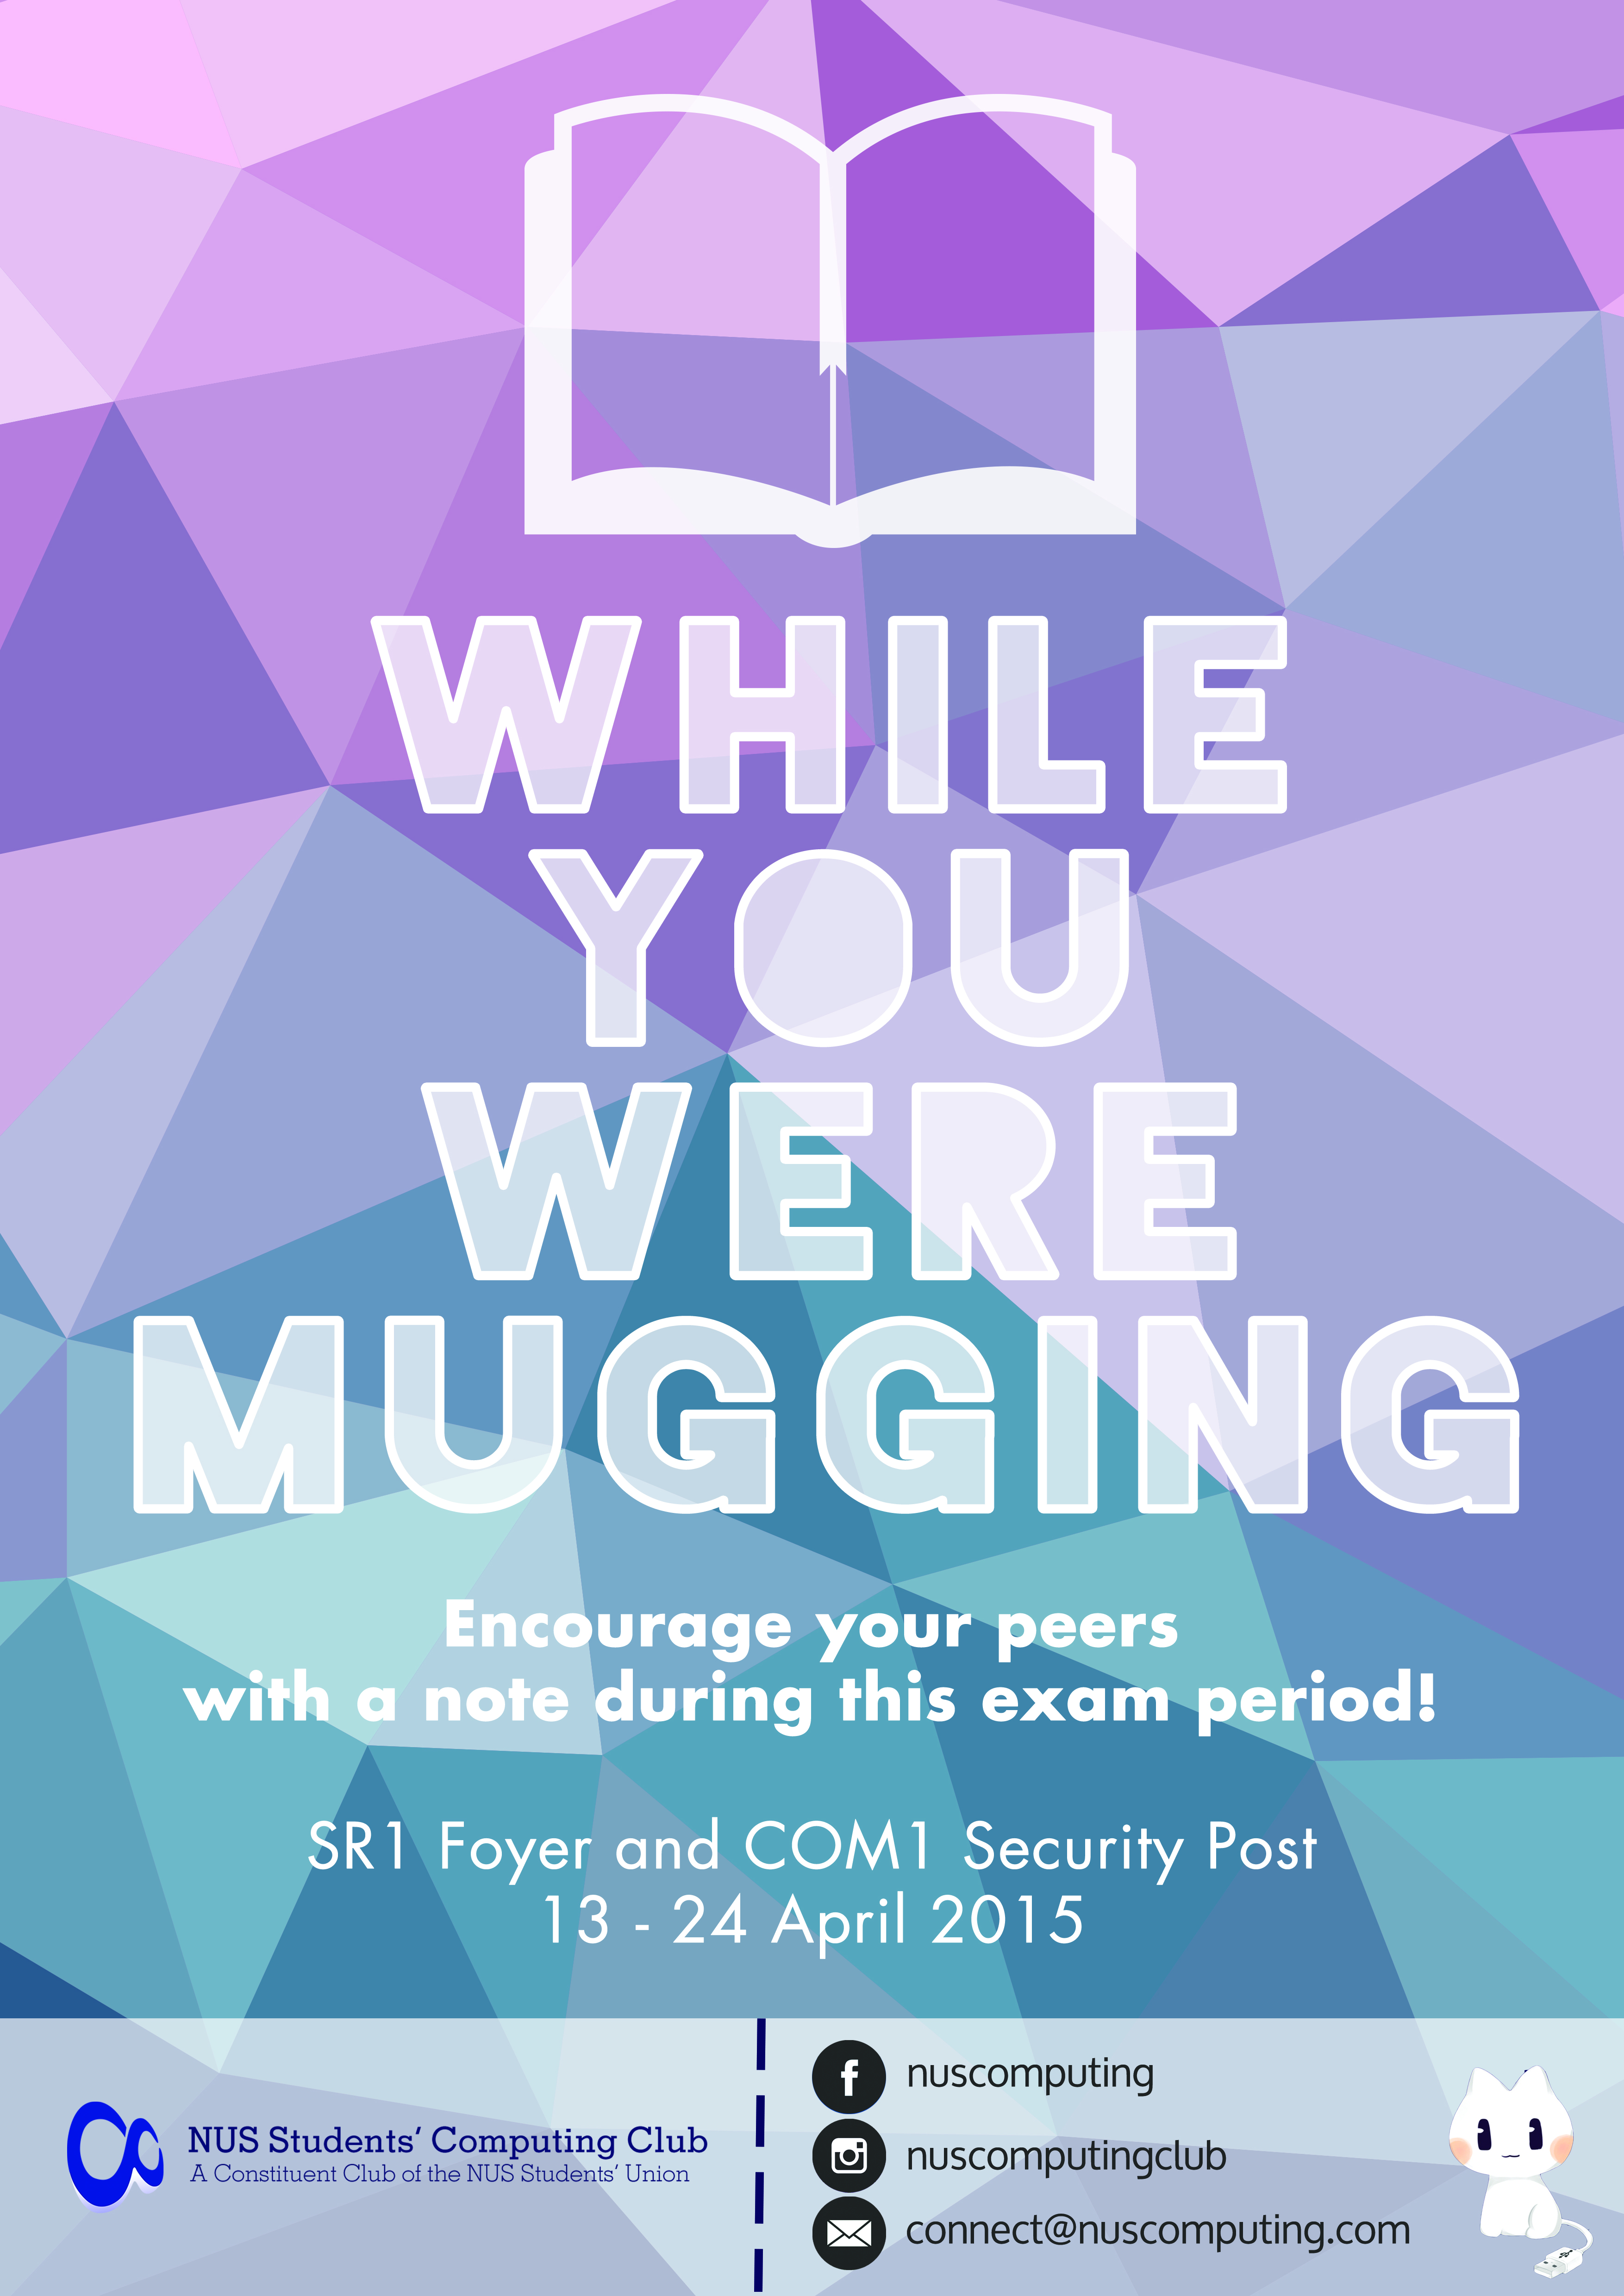 WHILE
YOU
WERE
MUGGING
Encourage your peers
with a note during this exam period!
SR1 Foyer and COM1 Security Post
13 - 24 April 2015
NUS Students' Computing Club
A Constituent Club of the NUS Students' Union
nuscomputing
nuscomputingclub
connect@nuscomputing.com